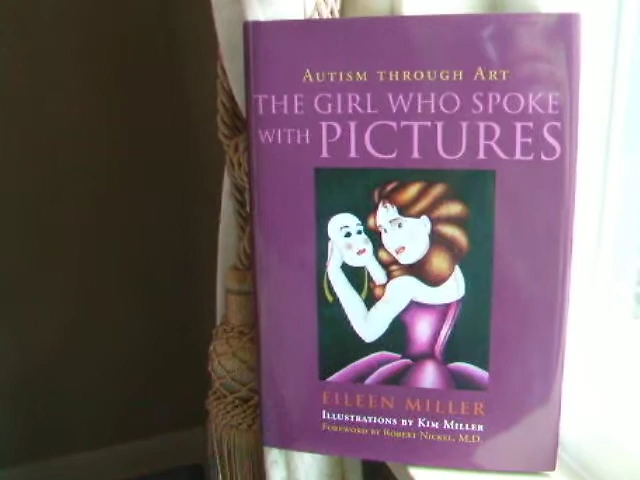 AUTISM THROUGH ART
THE GIRL WHO SPOKE
WITH PICTURES
EILEEN MILLER
ILLUSTRATIONS BY KIM MILLER
FOREWORD BY ROBERT NICKEL, M.D.